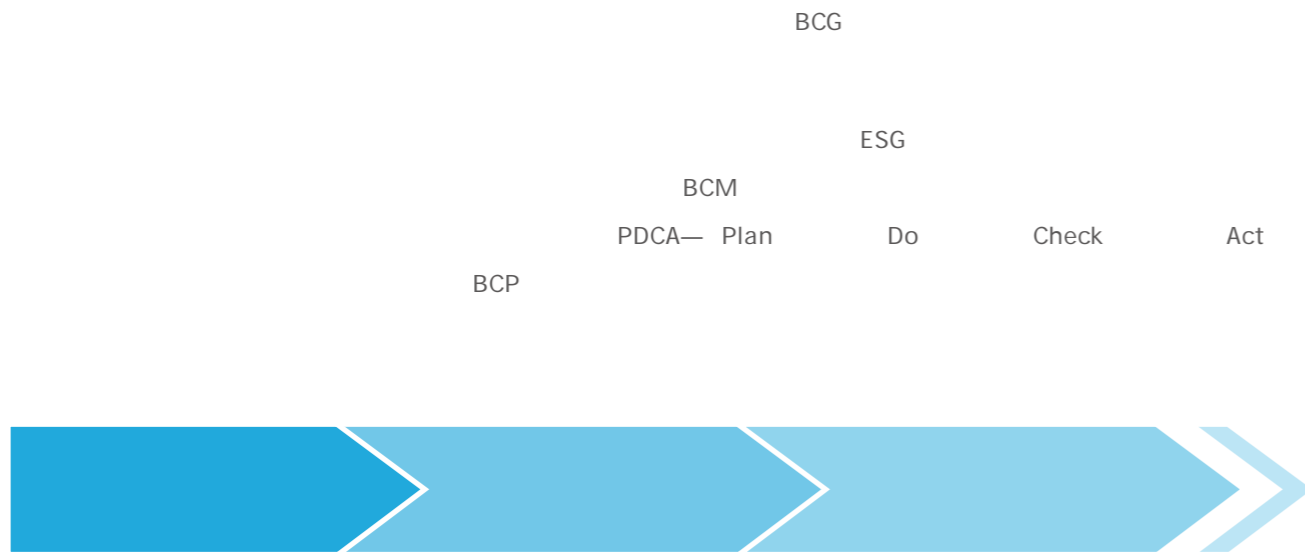 BCG
ESG
BCM
PDCA— Plan Do Check Act
BCP